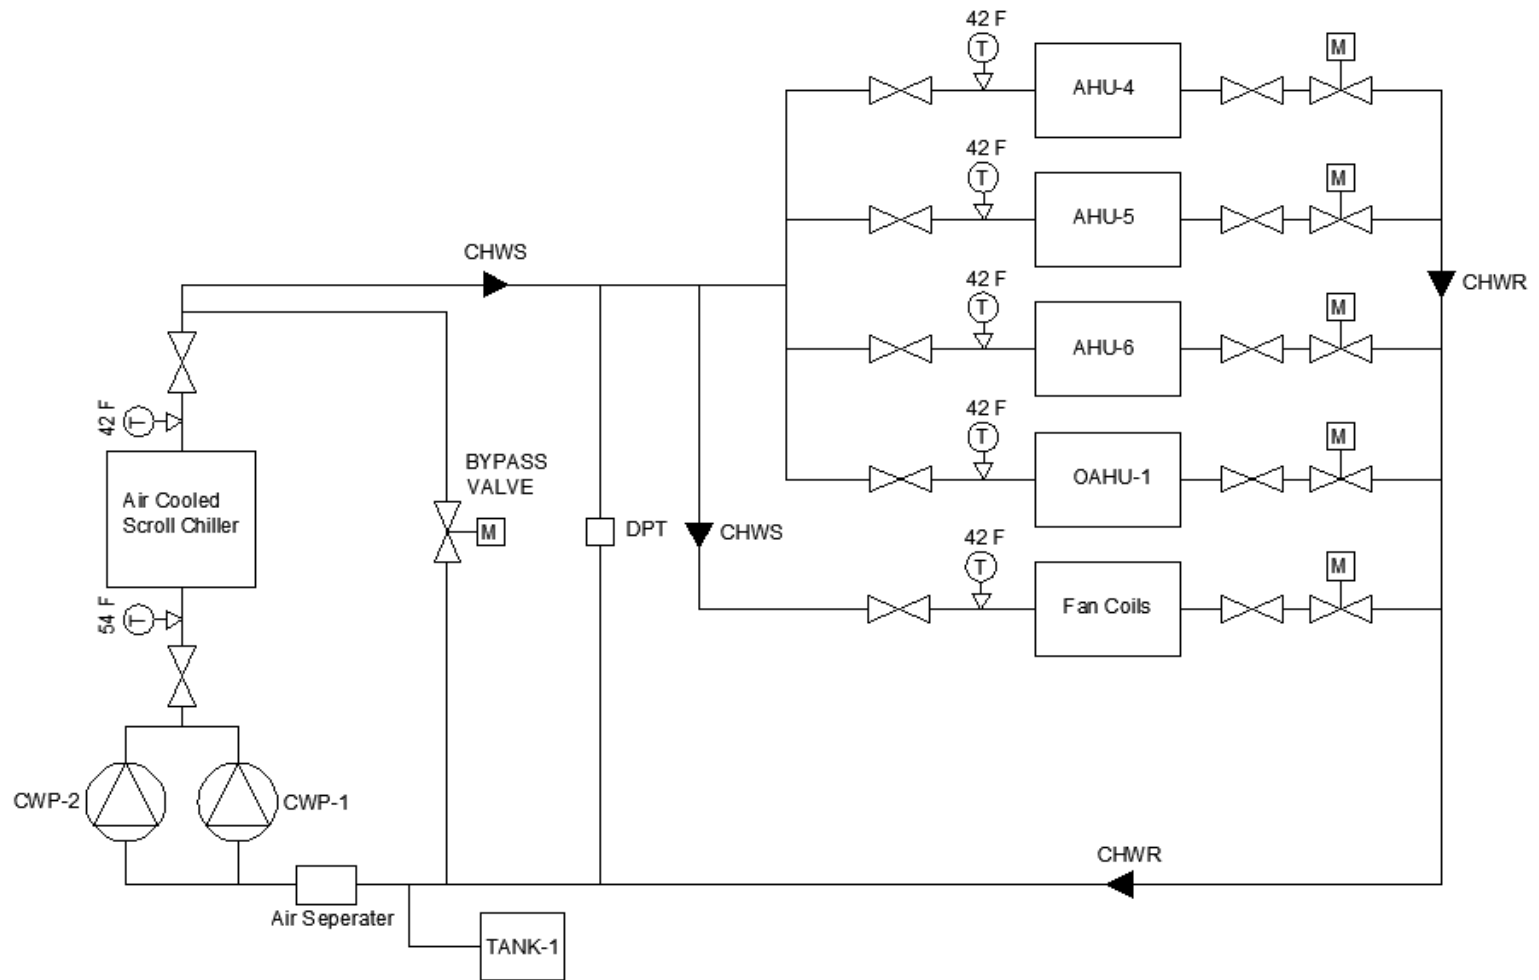 42 F
T
AHU-4
M
42 F
T
AHU-5
M
CHWS
CHWR
42 F
T
AHU-6
M
42 F
T
Air Cooled
Scroll Chiller
BYPASS
VALVE
M
DPT
CHWS
42 F
T
OAHU-1
M
42 F
T
Fan Coils
M
54 F
T
CWP-2
CWP-1
CHWR
Air Seperater
TANK-1